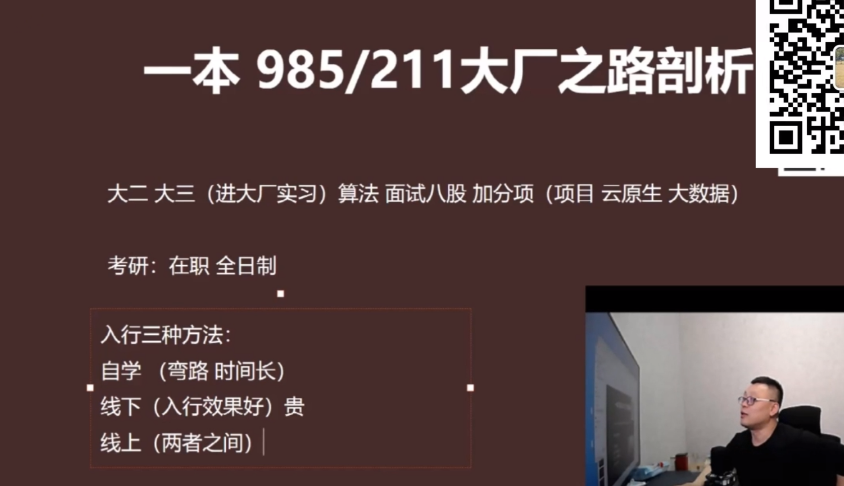 一本 985/211大厂之路剖析
大二 大三（进大厂实习）算法 面试八股 加分项（项目 云原生 大数据）
考研：在职 全日制
入行三种方法：
自学 （弯路 时间长）
线下（入行效果好）贵
线上（两者之间）